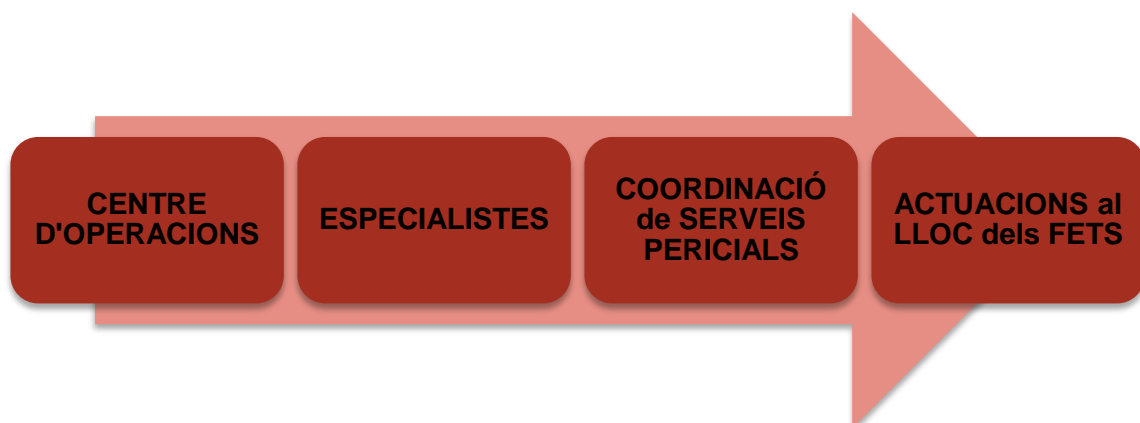 CENTRE
D'OPERACIONS
ESPECIALISTES
COORDINACIÓ
de SERVEIS
PERICIALS
ACTUACIONS al
LLOC dels FETS